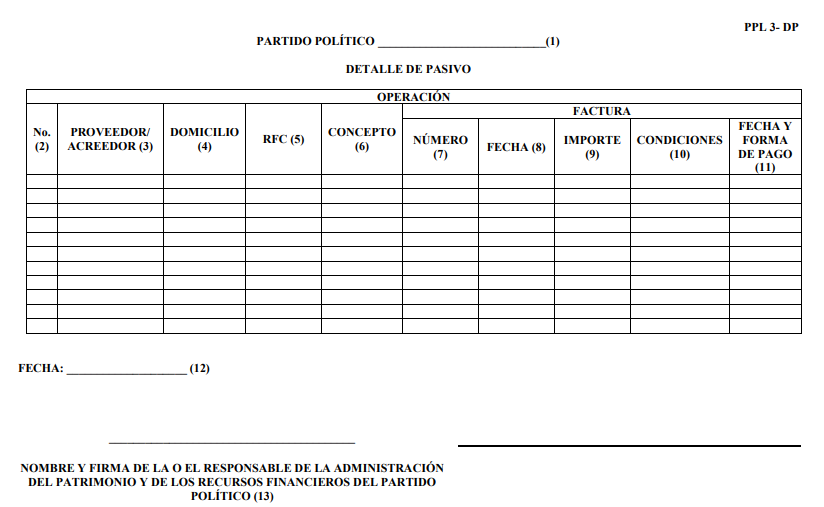 PPL 3- DP
PARTIDO POLÍTICO ____________________________(1)
DETALLE DE PASIVO
OPERACIÓN
No.
(2)
PROVEEDOR/
ACREEDOR (3)
DOMICILIO
(4)
RFC (5)
CONCEPTO
(6)
FACTURA
NÚMERO
(7)
FECHA (8)
IMPORTE
(9)
CONDICIONES
(10)
FECHA Y
FORMA
DE PAGO
(11)
FECHA: ____________________ (12)
NOMBRE Y FIRMA DE LA O EL RESPONSABLE DE LA ADMINISTRACIÓN
DEL PATRIMONIO Y DE LOS RECURSOS FINANCIEROS DEL PARTIDO
POLÍTICO (13)